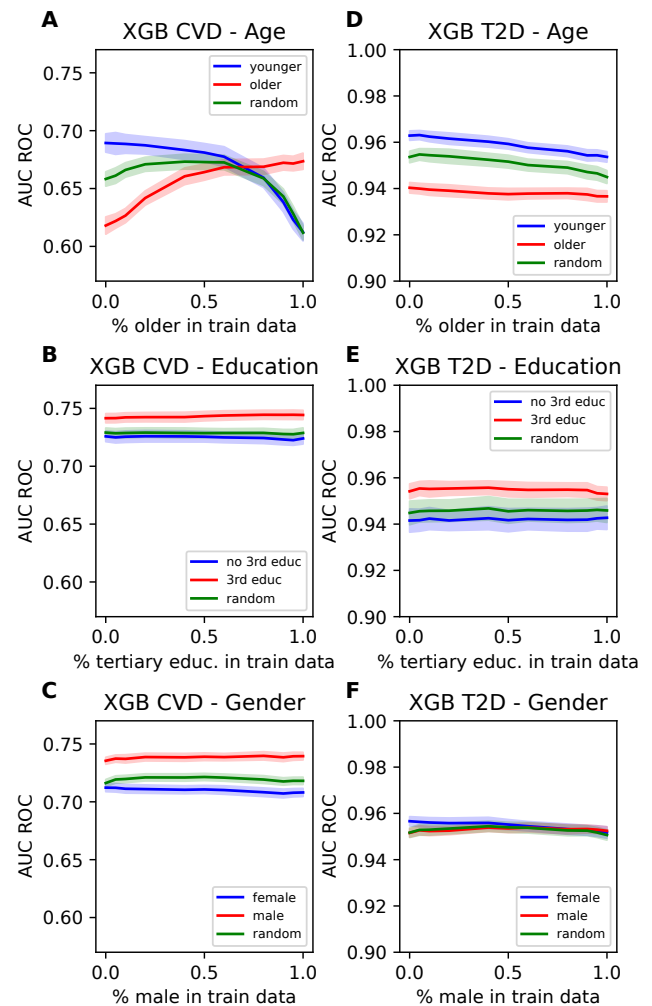 A
XGB CVD - Age
0.75
0.70
0.65
0.60
AUC ROC
younger
older
random
0.0
0.5
1.0
% older in train data
D
XGB T2D - Age
1.00
0.98
0.96
0.94
0.92
0.90
AUC ROC
younger
older
random
0.0
0.5
1.0
% older in train data
B
XGB CVD - Education
0.75
0.70
0.65
0.60
AUC ROC
no 3rd educ
3rd educ
random
0.0
0.5
1.0
% tertiary educ. in train data
E
XGB T2D - Education
1.00
0.98
0.96
0.94
0.92
0.90
AUC ROC
no 3rd educ
3rd educ
random
0.0
0.5
1.0
% tertiary educ. in train data
C
XGB CVD - Gender
0.75
0.70
0.65
0.60
AUC ROC
female
male
random
0.0
0.5
1.0
% male in train data
F
XGB T2D - Gender
1.00
0.98
0.96
0.94
0.92
0.90
AUC ROC
female
male
random
0.0
0.5
1.0
% male in train data